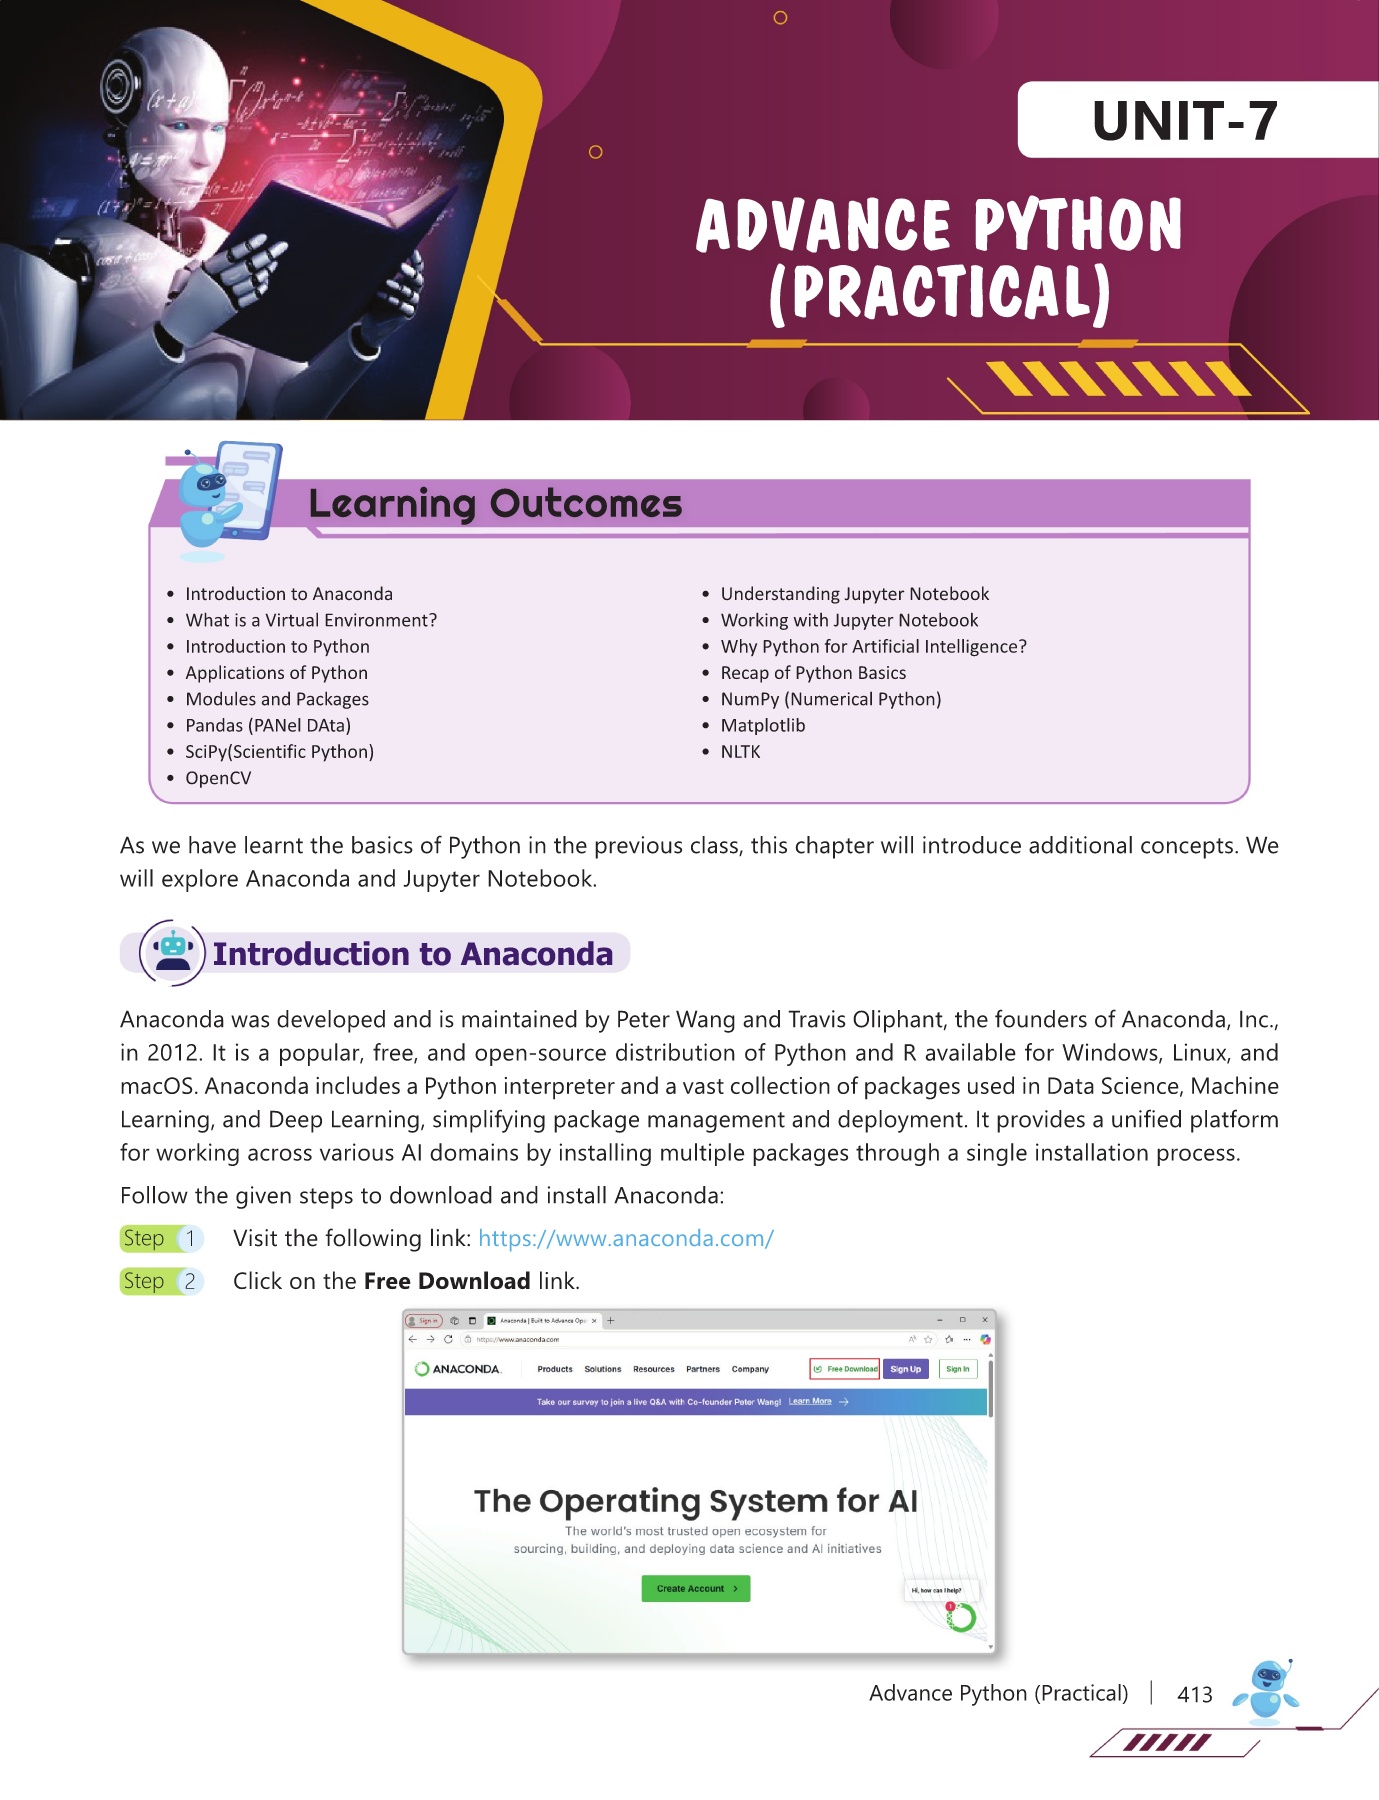 UNIT-7
ADVANCE PYTHON
(PRACTICAL)
Learning Outcomes
• Introduction to Anaconda
• What is a Virtual Environment?
• Introduction to Python
• Applications of Python
• Modules and Packages
• Pandas (PANel DAta)
• SciPy(Scientific Python)
• OpenCV
• Understanding Jupyter Notebook
• Working with Jupyter Notebook
• Why Python for Artificial Intelligence?
• Recap of Python Basics
• NumPy (Numerical Python)
• Matplotlib
• NLTK
As we have learnt the basics of Python in the previous class, this chapter will introduce additional concepts. We
will explore Anaconda and Jupyter Notebook.
Introduction to Anaconda
Anaconda was developed and is maintained by Peter Wang and Travis Oliphant, the founders of Anaconda, Inc.,
in 2012. It is a popular, free, and open-source distribution of Python and R available for Windows, Linux, and
macOS. Anaconda includes a Python interpreter and a vast collection of packages used in Data Science, Machine
Learning, and Deep Learning, simplifying package management and deployment. It provides a unified platform
for working across various AI domains by installing multiple packages through a single installation process.
Follow the given steps to download and install Anaconda:
Step 1 Visit the following link: https://www.anaconda.com/
Step 2 Click on the Free Download link.
Sign in Anaconda | Built to Advance Ope
https://www.anaconda.com
ANACONDA. Products Solutions Resources Partners Company Free Download Sign Up Sign In
Take our survey to join a live Q&A with Co-founder Peter Wang! Learn More
The Operating System for AI
The world's most trusted open ecosystem for
sourcing, building, and deploying data science and AI initiatives
Create Account
Hi, how can I help?
1
Advance Python (Practical) 413